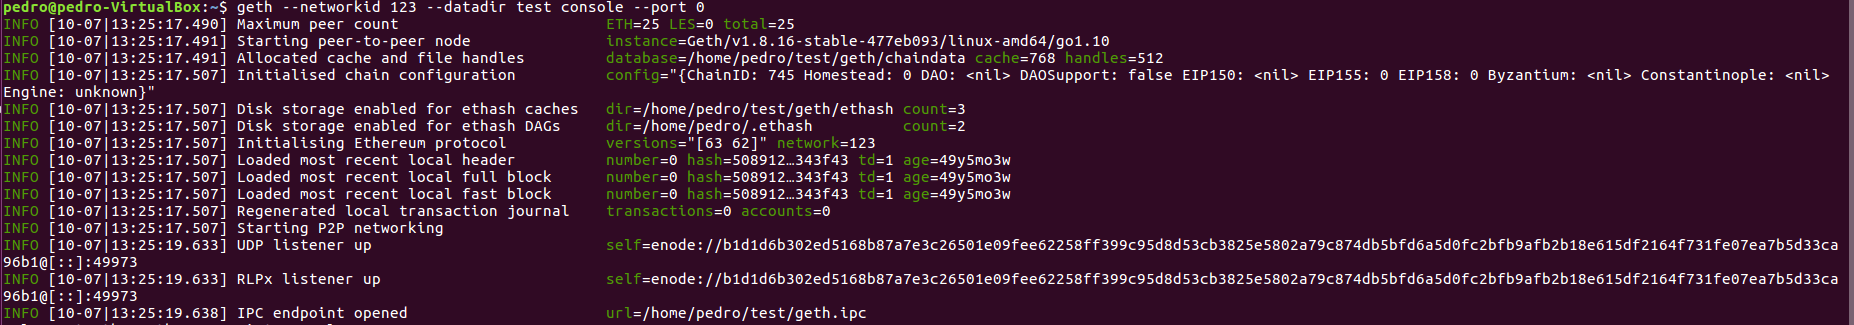 pedro@pedro-VirtualBox:~$ geth --networkid 123 --datadir test console --port 0
INFO [10-07|13:25:17.490] Maximum peer count                       ETH=25 LES=0 total=25
INFO [10-07|13:25:17.491] Starting peer-to-peer node               instance=Geth/v1.8.16-stable-477eb093/linux-amd64/go1.10
INFO [10-07|13:25:17.491] Allocated cache and file handles         database=/home/pedro/test/geth/chaindata cache=768 handles=512
INFO [10-07|13:25:17.507] Initialised chain configuration          config="{ChainID: 745 Homestead: 0 DAO: <nil> DAOSupport: false EIP150: <nil> EIP155: 0 EIP158: 0 Byzantium: <nil> Constantinople: <nil>
Engine: unknown}"
INFO [10-07|13:25:17.507] Disk storage enabled for ethash caches   dir=/home/pedro/test/geth/ethash count=3
INFO [10-07|13:25:17.507] Disk storage enabled for ethash DAGs     dir=/home/pedro/.ethash          count=2
INFO [10-07|13:25:17.507] Initialising Ethereum protocol           versions="[63 62]" network=123
INFO [10-07|13:25:17.507] Loaded most recent local header          number=0 hash=508912…343f43 td=1 age=49y5mo3w
INFO [10-07|13:25:17.507] Loaded most recent local full block      number=0 hash=508912…343f43 td=1 age=49y5mo3w
INFO [10-07|13:25:17.507] Loaded most recent local fast block      number=0 hash=508912…343f43 td=1 age=49y5mo3w
INFO [10-07|13:25:17.507] Regenerated local transaction journal    transactions=0 accounts=0
INFO [10-07|13:25:17.507] Starting P2P networking
INFO [10-07|13:25:19.633] UDP listener up                          self=enode://b1d1d6b302ed5168b87a7e3c26501e09fee62258ff399c95d8d53cb3825e5802a79c874db5bfd6a5d0fc2bfb9afb2b18e615df2164f731fe07ea7b5d33ca
96b1@[::]:49973
INFO [10-07|13:25:19.633] RLPx listener up                         self=enode://b1d1d6b302ed5168b87a7e3c26501e09fee62258ff399c95d8d53cb3825e5802a79c874db5bfd6a5d0fc2bfb9afb2b18e615df2164f731fe07ea7b5d33ca
96b1@[::]:49973
INFO [10-07|13:25:19.638] IPC endpoint opened                      url=/home/pedro/test/geth.ipc